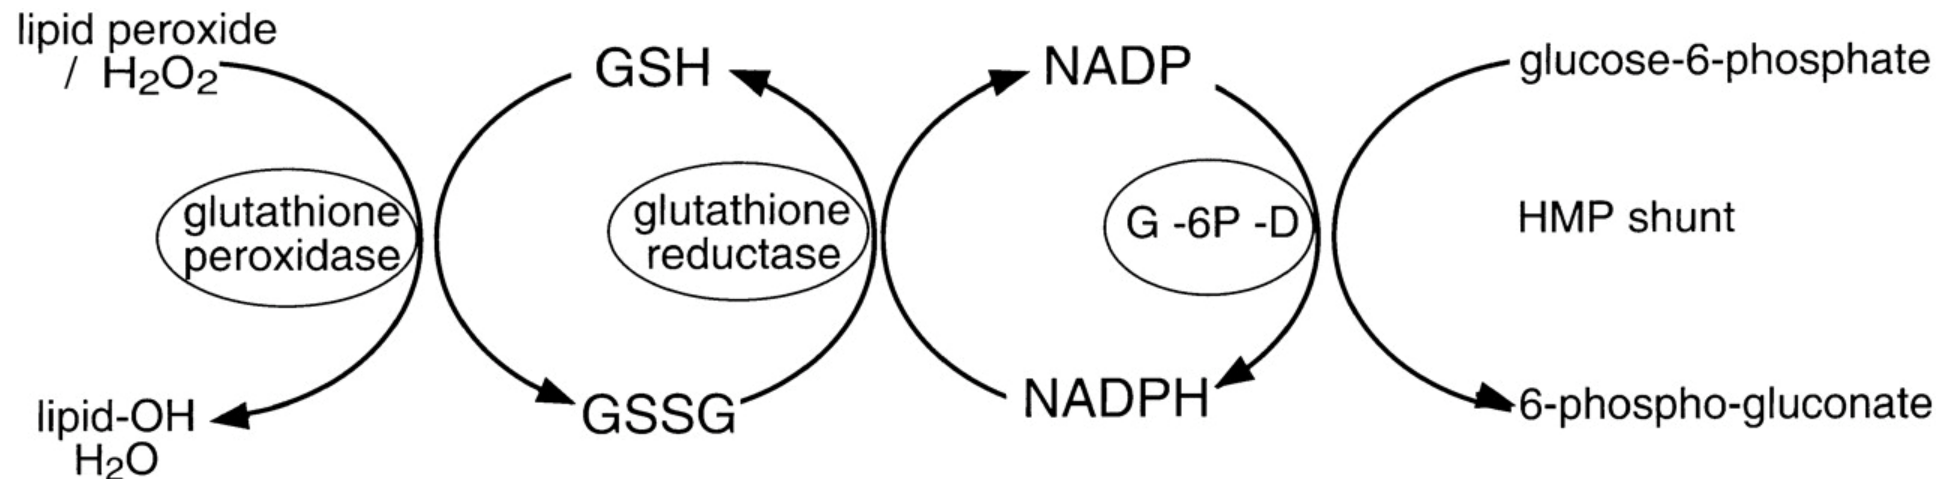 lipid peroxide
/ H₂O₂
GSH
NADP
glucose-6-phosphate
glutathione
peroxidase
glutathione
reductase
G -6P -D
HMP shunt
lipid-OH
H₂O
GSSG
NADPH
6-phospho-gluconate